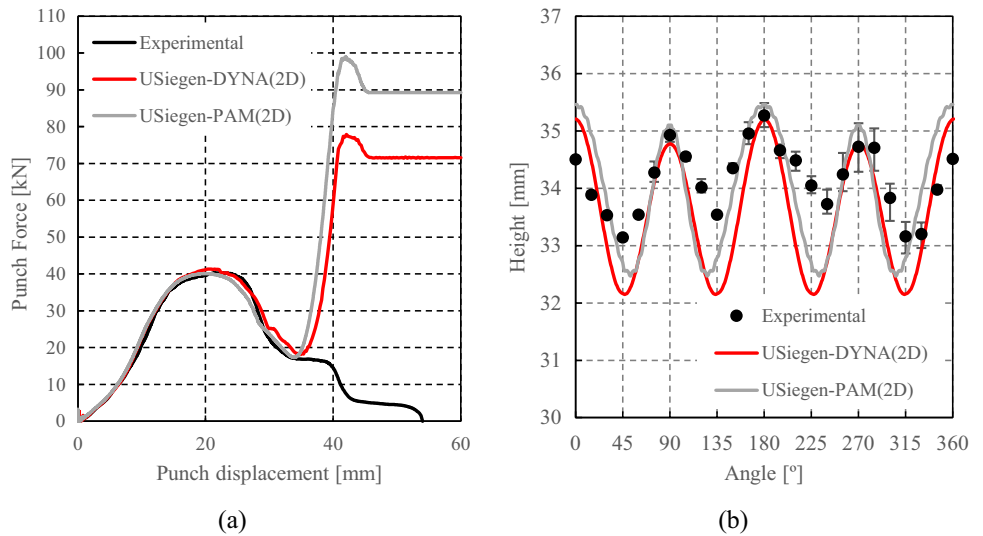 110
100
90
80
70
60
50
40
30
20
10
0
Punch Force [kN]
Experimental
USiegen-DYNA(2D)
USiegen-PAM(2D)
0 20 40 60
Punch displacement [mm]
(a)
37
36
35
34
33
32
31
30
Height [mm]
Experimental
USiegen-DYNA(2D)
USiegen-PAM(2D)
0 45 90 135 180 225 270 315 360
Angle [º]
(b)